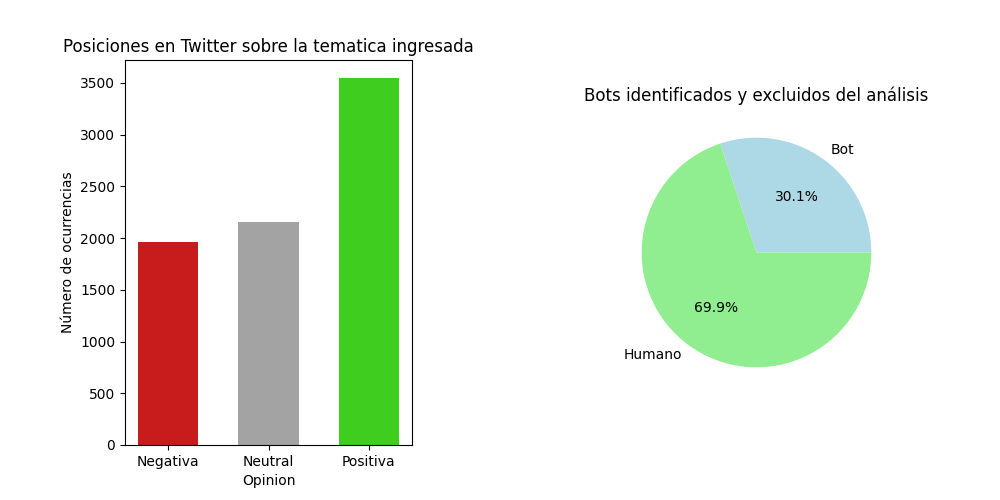 Posiciones en Twitter sobre la tematica ingresada
3500
3000
2500
2000
1500
1000
500
0
Número de ocurrencias
Negativa
Neutral
Positiva
Opinion
Bots identificados y excluidos del análisis
Bot
30.1%
69.9%
Humano